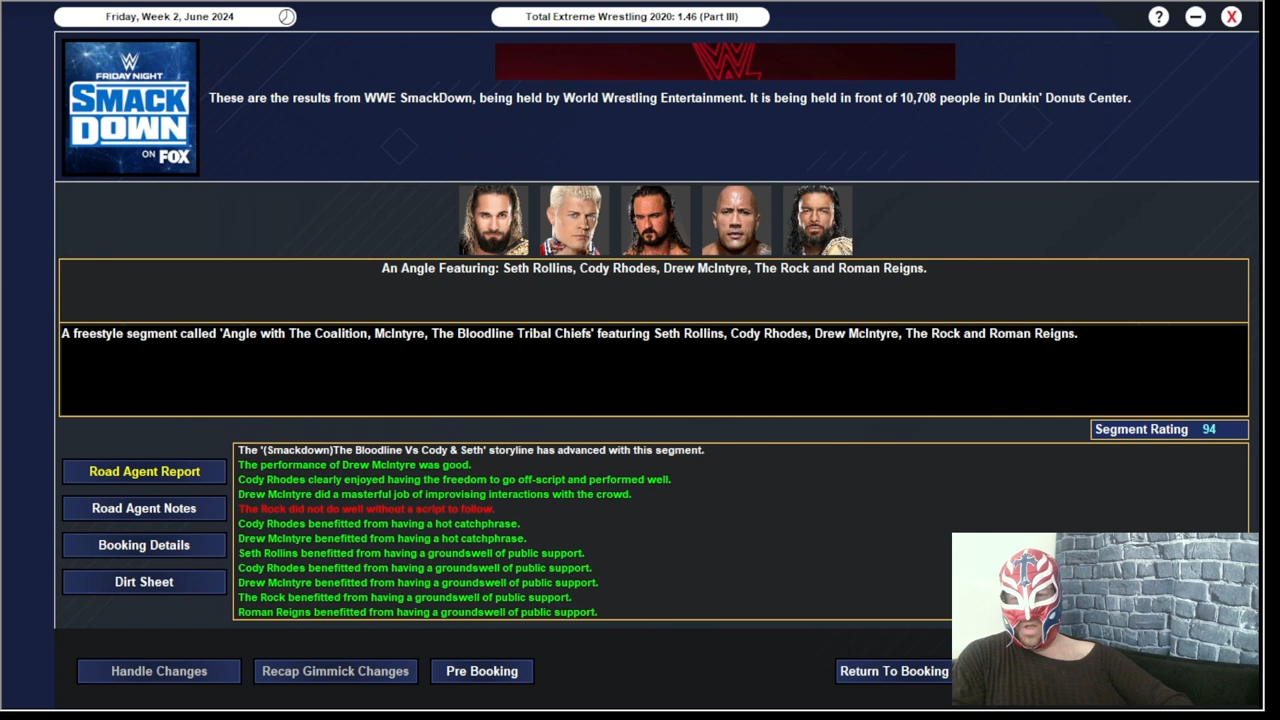 Friday, Week 2, June 2024
Total Extreme Wrestling 2020: 1.46 (Part III)
?
X
W
FRIDAY NIGHT
SMACK
DOWN
ON FOX
These are the results from WWE SmackDown, being held by World Wrestling Entertainment. It is being held in front of 10,708 people in Dunkin' Donuts Center.
An Angle Featuring: Seth Rollins, Cody Rhodes, Drew McIntyre, The Rock and Roman Reigns.
A freestyle segment called 'Angle with The Coalition, McIntyre, The Bloodline Tribal Chiefs' featuring Seth Rollins, Cody Rhodes, Drew McIntyre, The Rock and Roman Reigns.
Segment Rating 94
Road Agent Report
Road Agent Notes
Booking Details
Dirt Sheet
The '(Smackdown)The Bloodline Vs Cody & Seth' storyline has advanced with this segment.
The performance of Drew McIntyre was good.
Cody Rhodes clearly enjoyed having the freedom to go off-script and performed well.
Drew McIntyre did a masterful job of improvising interactions with the crowd.
The Rock did not do well without a script to follow.
Cody Rhodes benefitted from having a hot catchphrase.
Drew McIntyre benefitted from having a hot catchphrase.
Seth Rollins benefitted from having a groundswell of public support.
Cody Rhodes benefitted from having a groundswell of public support.
Drew McIntyre benefitted from having a groundswell of public support.
The Rock benefitted from having a groundswell of public support.
Roman Reigns benefitted from having a groundswell of public support.
Handle Changes
Recap Gimmick Changes
Pre Booking
Return To Booking